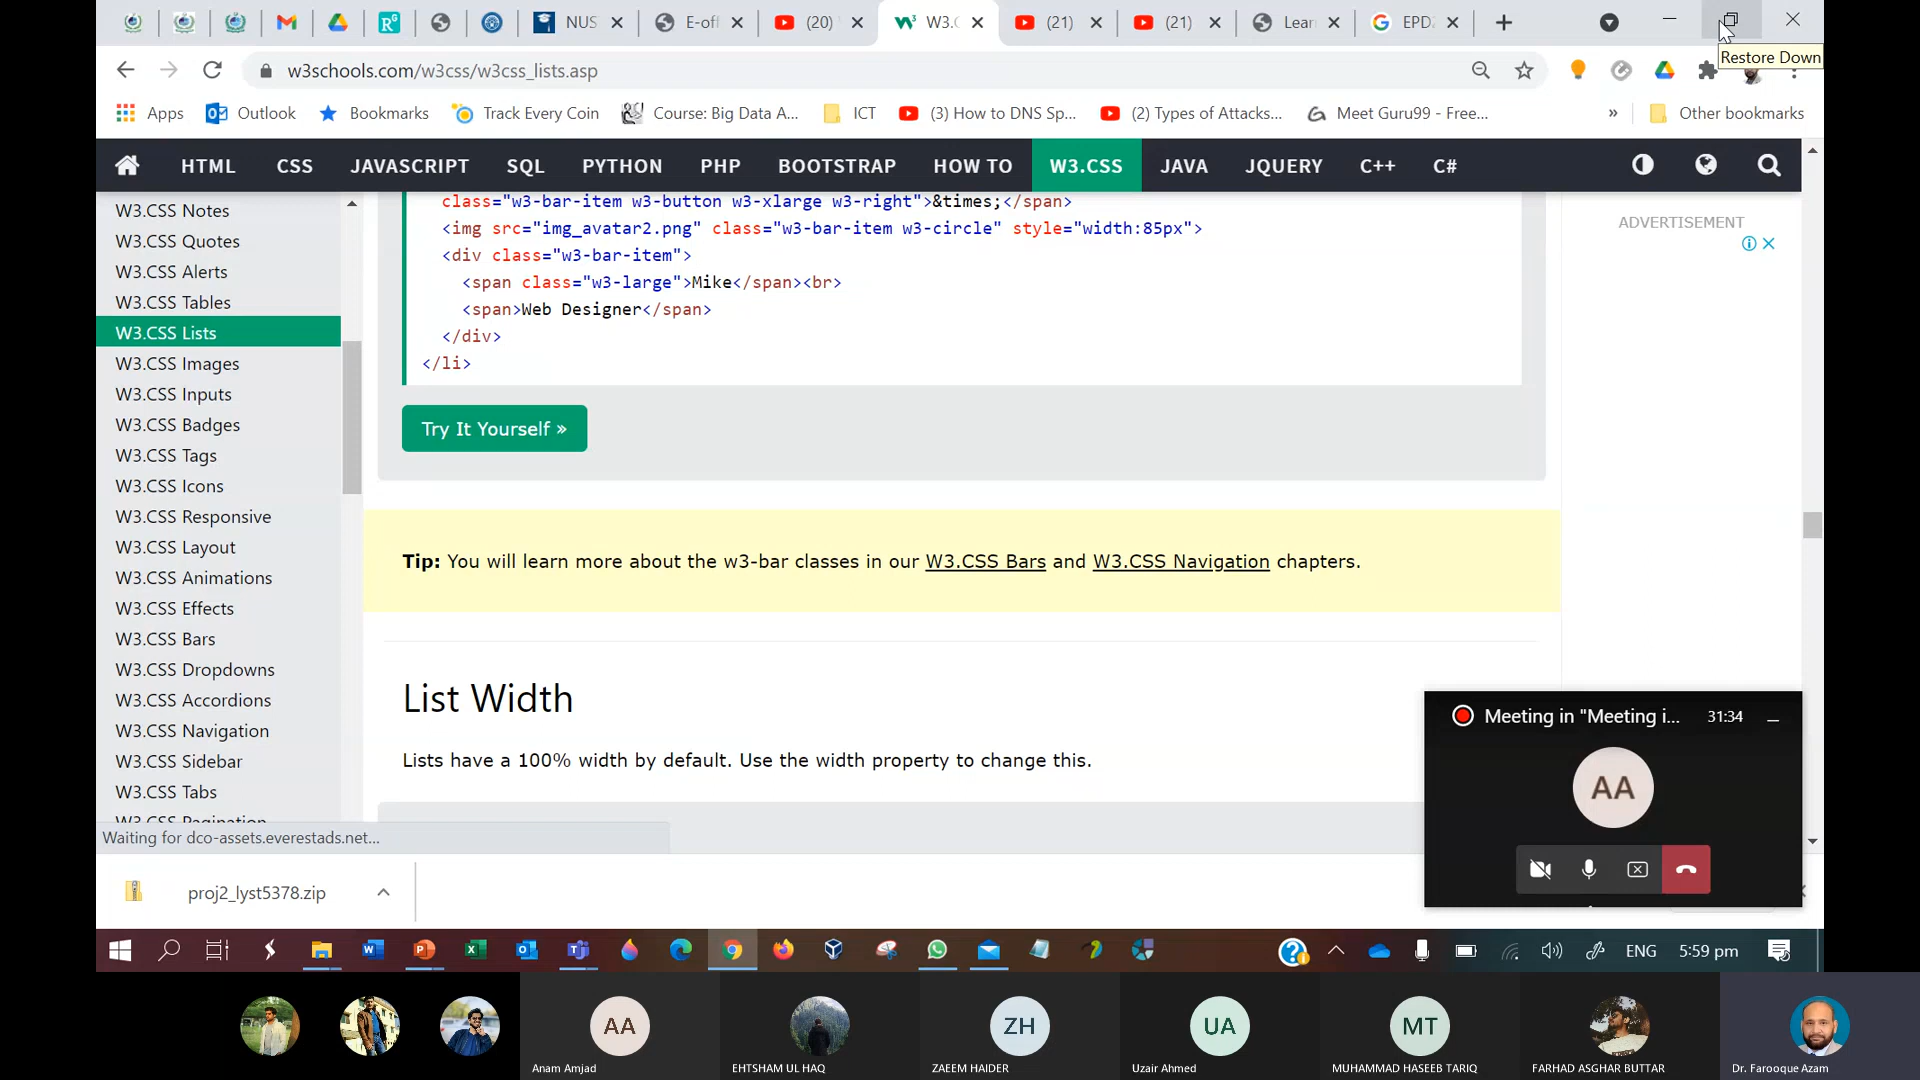 NUS
E-off
(20)
W3.C
(21)
(21)
Lear
EPD
w3schools.com/w3css/w3css_lists.asp
Restore Down
Apps
Outlook
Bookmarks
Track Every Coin
Course: Big Data A...
ICT
(3) How to DNS Sp...
(2) Types of Attacks...
Meet Guru99 - Free...
»
Other bookmarks
HTML
CSS
JAVASCRIPT
SQL
PYTHON
PHP
BOOTSTRAP
HOW TO
W3.CSS
JAVA
JQUERY
C++
C#
W3.CSS Notes
W3.CSS Quotes
W3.CSS Alerts
W3.CSS Tables
W3.CSS Lists
W3.CSS Images
W3.CSS Inputs
W3.CSS Badges
W3.CSS Tags
W3.CSS Icons
W3.CSS Responsive
W3.CSS Layout
W3.CSS Animations
W3.CSS Effects
W3.CSS Bars
W3.CSS Dropdowns
W3.CSS Accordions
W3.CSS Navigation
W3.CSS Sidebar
W3.CSS Tabs
W3.CSS Pagination
class="w3-bar-item w3-button w3-xlarge w3-right">&times;</span>
<img src="img_avatar2.png" class="w3-bar-item w3-circle" style="width:85px">
<div class="w3-bar-item">
<span class="w3-large">Mike</span><br>
<span>Web Designer</span>
</div>
</li>
Try It Yourself »
Tip: You will learn more about the w3-bar classes in our W3.CSS Bars and W3.CSS Navigation chapters.
List Width
Lists have a 100% width by default. Use the width property to change this.
ADVERTISEMENT
Meeting in "Meeting i...
31:34
AA
Waiting for dco-assets.everestads.net...
proj2_lyst5378.zip
ENG
5:59 pm
AA
ZH
UA
MT
Anam Amjad
EHTSHAM UL HAQ
ZAEEM HAIDER
Uzair Ahmed
MUHAMMAD HASEEB TARIQ
FARHAD ASGHAR BUTTAR
Dr. Farooque Azam